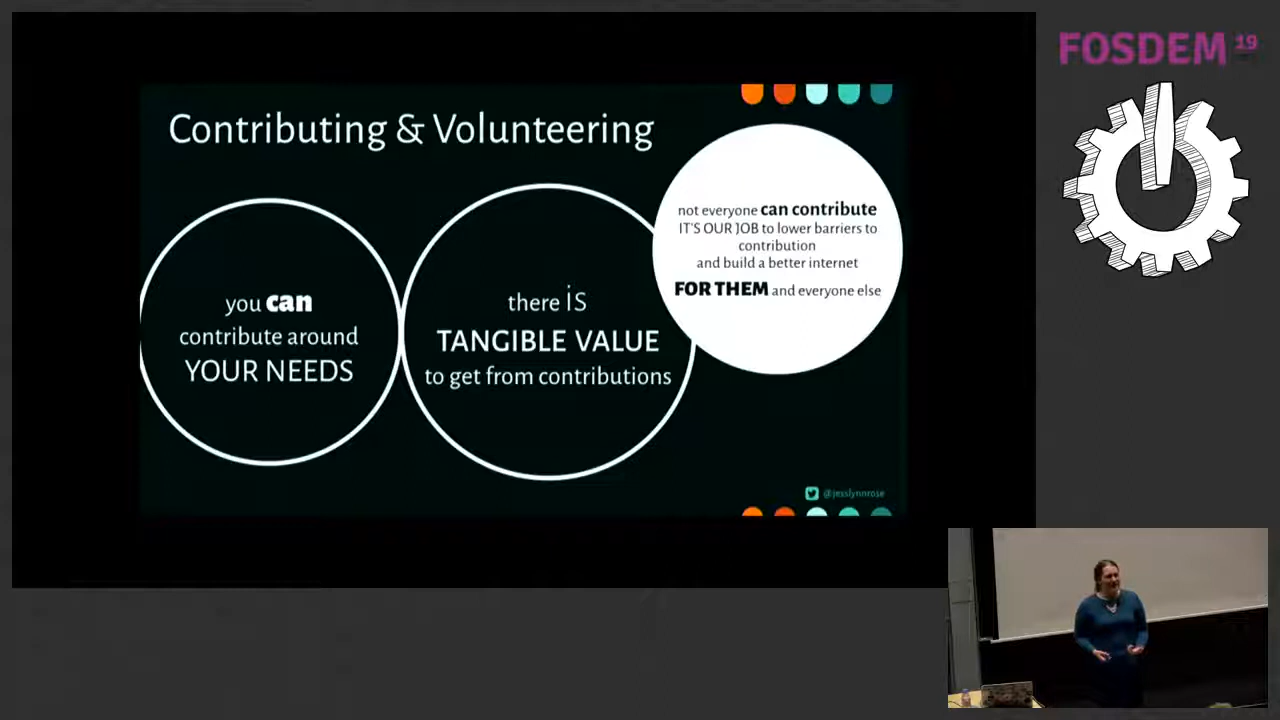 FOSDEM 19
Contributing & Volunteering
not everyone can contribute
IT'S OUR JOB to lower barriers to
contribution
and build a better internet
FOR THEM and everyone else
you can
contribute around
YOUR NEEDS
there is
TANGIBLE VALUE
to get from contributions
@jesslynnrose